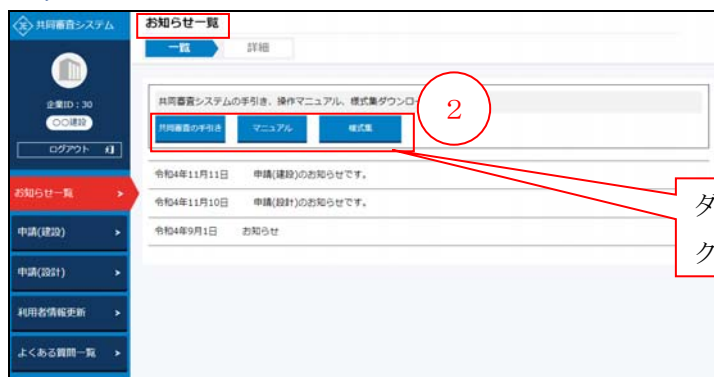 共同審査システム
企業ID：30
〇〇建設
ログアウト
お知らせ一覧
申請(建設)
申請(設計)
利用者情報更新
よくある質問一覧
お知らせ一覧
一覧
詳細
共同審査システムの手引き、操作マニュアル、様式集ダウンロ
共同審査の手引き
マニュアル
様式集
2
令和4年11月11日 申請(建設)のお知らせです。
令和4年11月10日 申請(設計)のお知らせです。
令和4年9月1日 お知らせ
ダ
ク